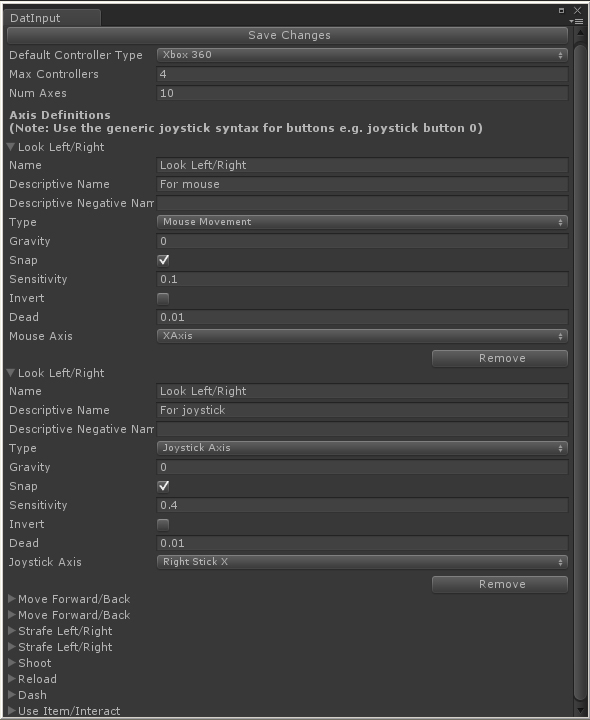 DatInput
Save Changes
Default Controller Type Xbox 360
Max Controllers 4
Num Axes 10
Axis Definitions
(Note: Use the generic joystick syntax for buttons e.g. joystick button 0)
Look Left/Right
Name Look Left/Right
Descriptive Name For mouse
Descriptive Negative Nam
Type Mouse Movement
Gravity 0
Snap
Sensitivity 0.1
Invert
Dead 0.01
Mouse Axis XAxis
Remove
Look Left/Right
Name Look Left/Right
Descriptive Name For joystick
Descriptive Negative Nam
Type Joystick Axis
Gravity 0
Snap
Sensitivity 0.4
Invert
Dead 0.01
Joystick Axis Right Stick X
Remove
Move Forward/Back
Move Forward/Back
Strafe Left/Right
Strafe Left/Right
Shoot
Reload
Dash
Use Item/Interact